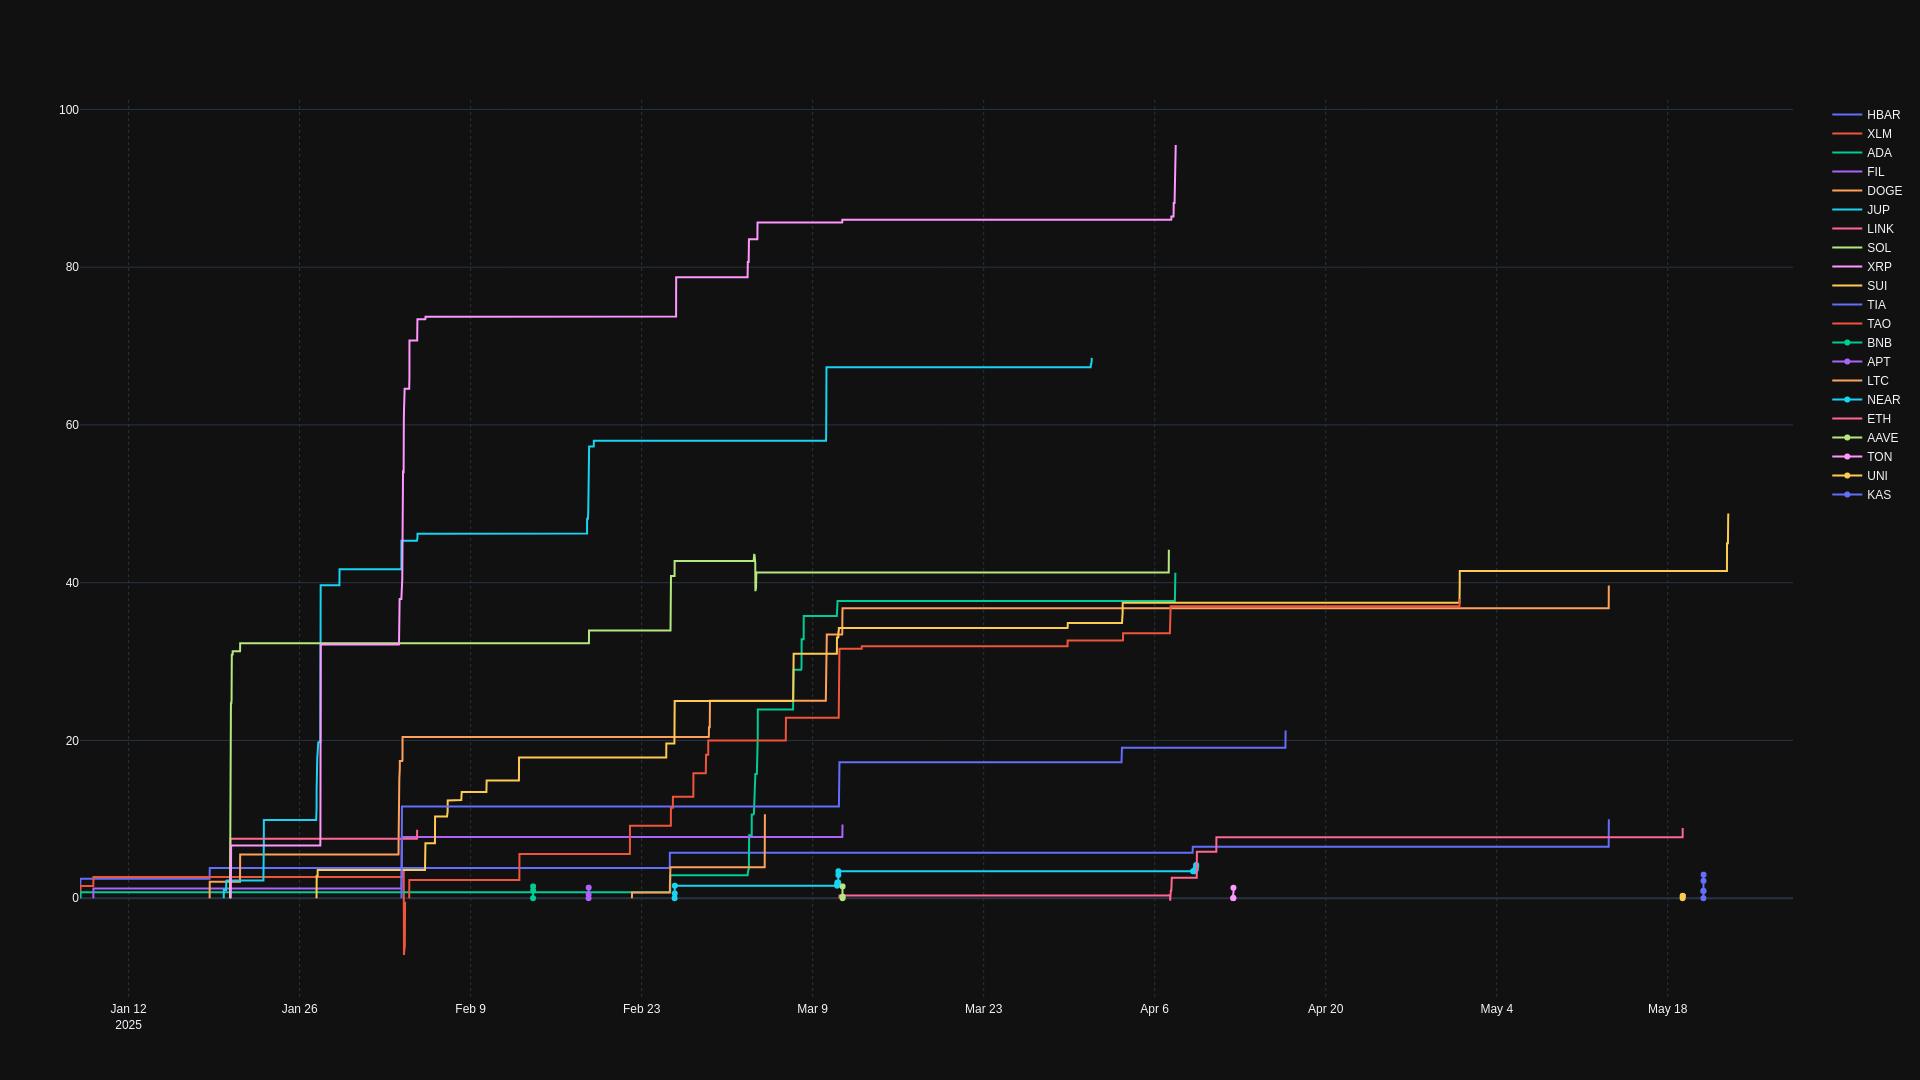 100
80
60
40
20
0
Jan 12
2025
Jan 26
Feb 9
Feb 23
Mar 9
Mar 23
Apr 6
Apr 20
May 4
May 18
HBAR
XLM
ADA
FIL
DOGE
JUP
LINK
SOL
XRP
SUI
TIA
TAO
BNB
APT
LTC
NEAR
ETH
AAVE
TON
UNI
KAS